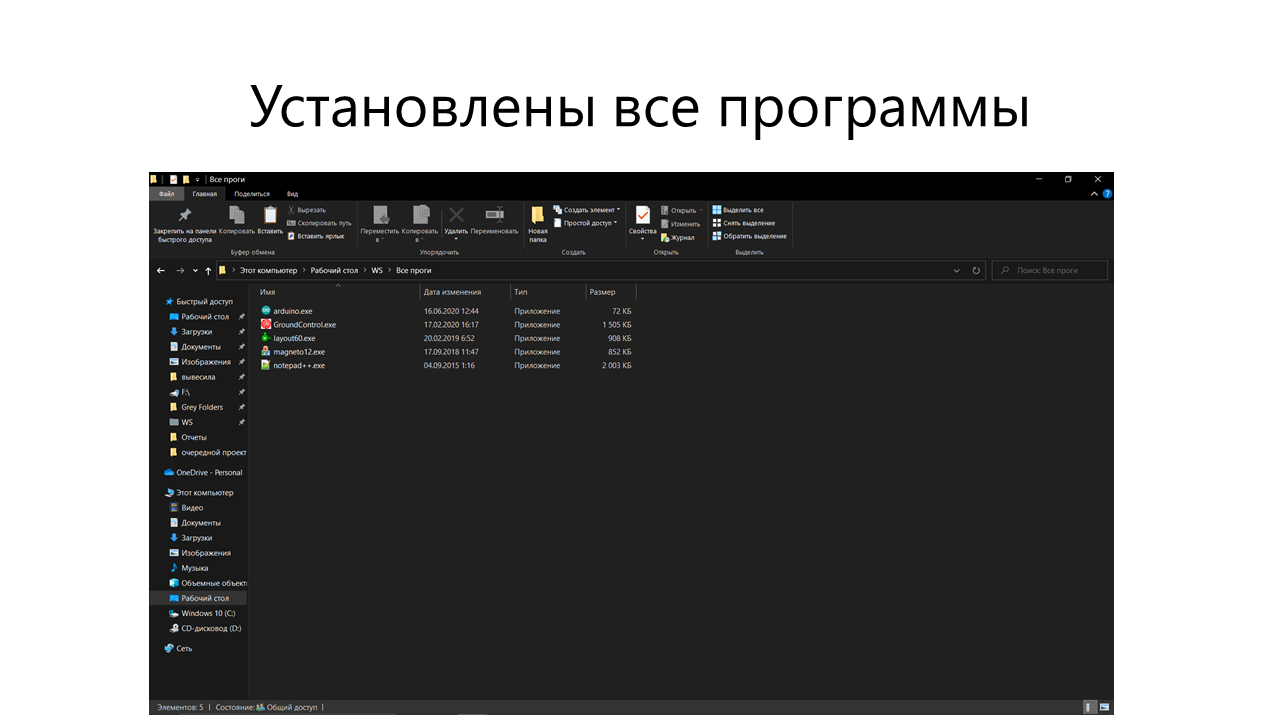 Установлены все программы
Все проги
Файл Главная Поделиться Вид
Закрепить на панели быстрого доступа
Копировать
Вставить
Вырезать
Скопировать путь
Вставить ярлык
Буфер обмена
Переместить в
Копировать в
Удалить
Переименовать
Упорядочить
Новая папка
Создать элемент
Простой доступ
Создать
Свойства
Открыть
Изменить
Журнал
Открыть
Выделить все
Снять выделение
Обратить выделение
Выделить
Этот компьютер > Рабочий стол > WS > Все проги
Поиск: Все проги
Быстрый доступ
Рабочий стол
Загрузки
Документы
Изображения
вывесила
F:\
Grey Folders
WS
Отчеты
очередной проект
OneDrive - Personal
Этот компьютер
Видео
Документы
Загрузки
Изображения
Музыка
Объемные объект
Рабочий стол
Windows 10 (C:)
CD-дисковод (D:)
Сеть
Имя Дата изменения Тип Размер
arduino.exe 16.06.2020 12:44 Приложение 72 КБ
GroundControl.exe 17.02.2020 16:17 Приложение 1 505 КБ
layout60.exe 20.02.2019 6:52 Приложение 908 КБ
magneto12.exe 17.09.2018 11:47 Приложение 852 КБ
notepad++.exe 04.09.2015 1:16 Приложение 2 003 КБ
Элементов: 5 Состояние: Общий доступ